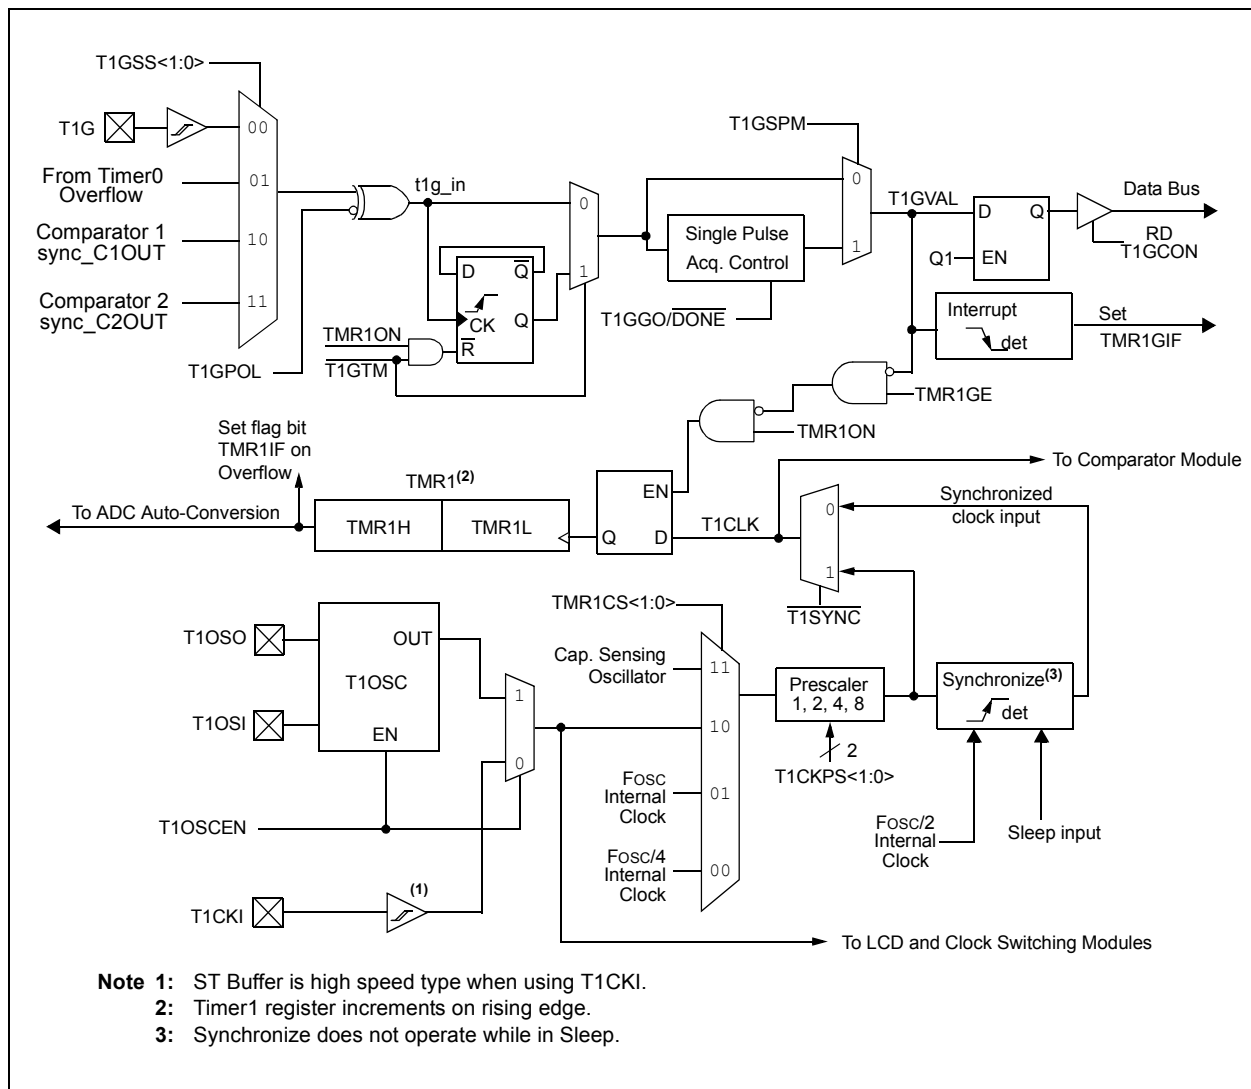 T1GSS<1:0>
T1G
00
From Timer0
Overflow
01
Comparator 1
sync_C1OUT
10
Comparator 2
sync_C2OUT
11
T1GPOL
t1g_in
D
Q
CK
Q
R
TMR1ON
T1GTM
0
1
T1GSPM
Single Pulse
Acq. Control
T1GGO/DONE
0
1
T1GVAL
D
Q
Q1
EN
Data Bus
RD
T1GCON
Interrupt
det
Set
TMR1GIF
TMR1GE
TMR1ON
Set flag bit
TMR1IF on
Overflow
To ADC Auto-Conversion
TMR1(2)
TMR1H
TMR1L
EN
Q
D
T1CLK
To Comparator Module
0
1
Synchronized
clock input
T1SYNC
T1OSO
T1OSI
OUT
T1OSC
EN
1
0
T1OSCEN
T1CKI
(1)
TMR1CS<1:0>
Cap. Sensing
Oscillator
11
10
FOSC
Internal
Clock
01
FOSC/4
Internal
Clock
00
Prescaler
1, 2, 4, 8
2
T1CKPS<1:0>
Synchronize(3)
det
FOSC/2
Internal
Clock
Sleep input
To LCD and Clock Switching Modules
Note 1: ST Buffer is high speed type when using T1CKI.
2: Timer1 register increments on rising edge.
3: Synchronize does not operate while in Sleep.